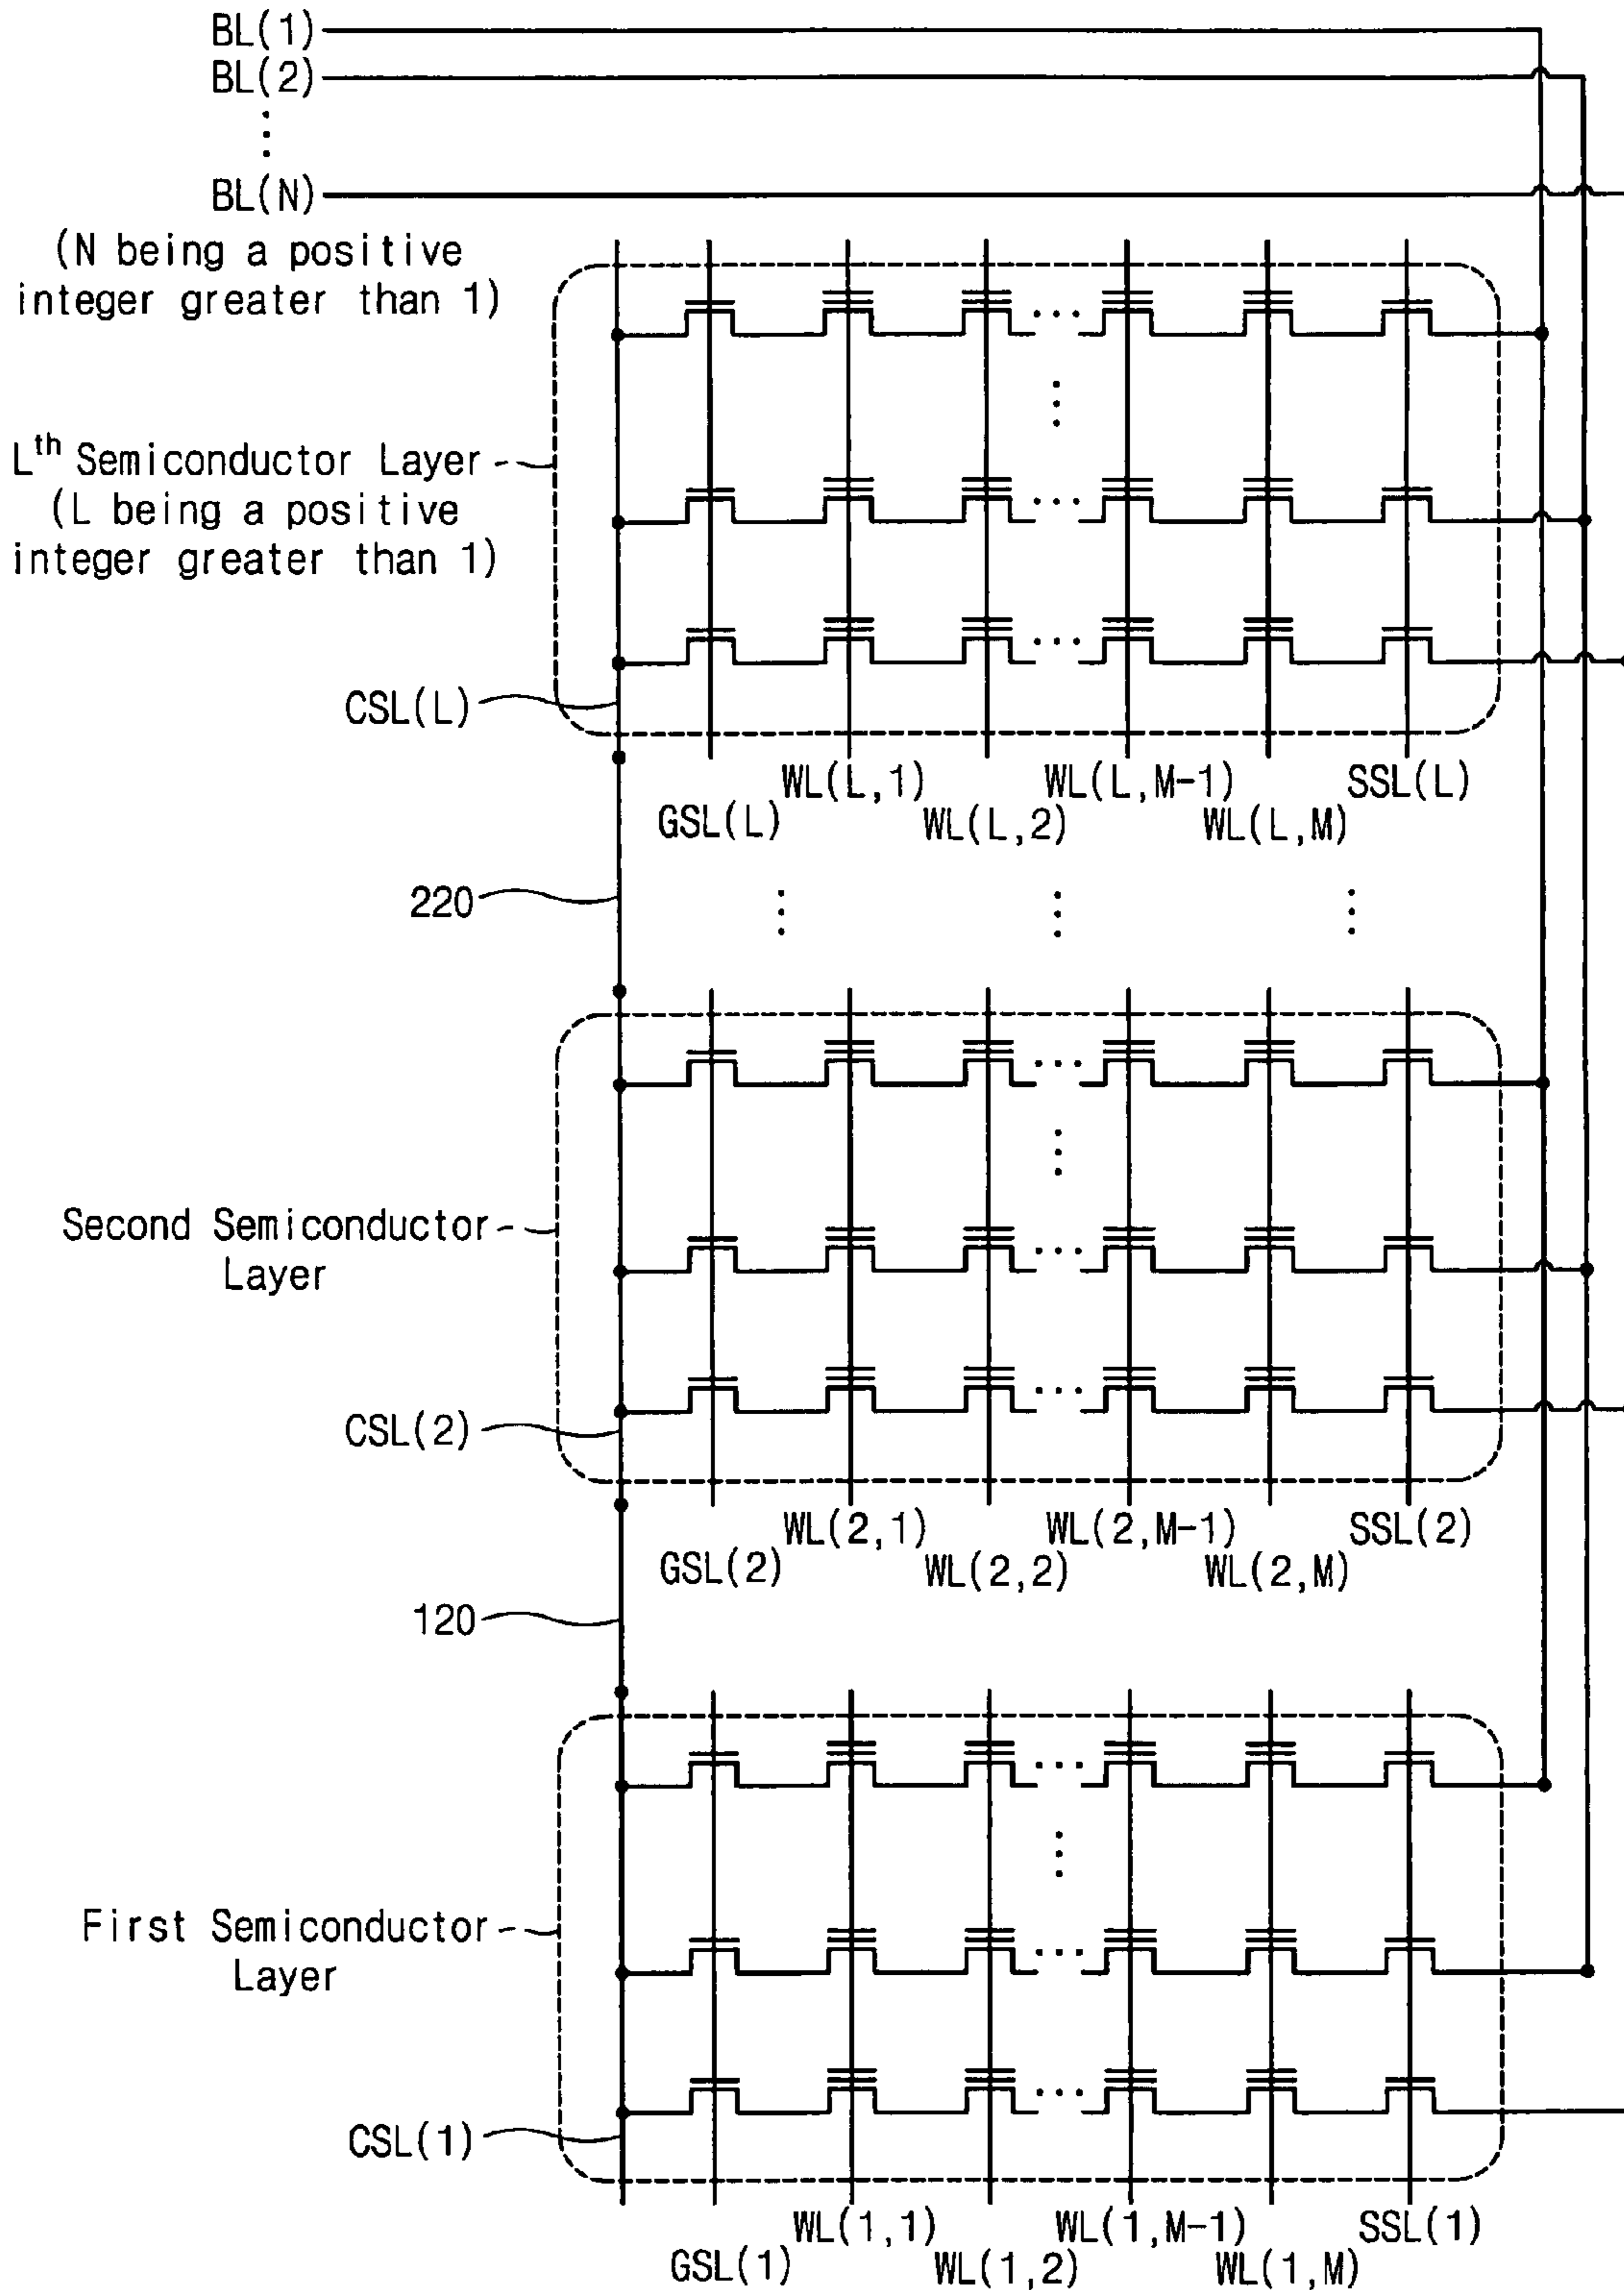 BL(1)
BL(2)
BL(N)
(N being a positive
integer greater than 1)
Lth Semiconductor Layer
(L being a positive
integer greater than 1)
CSL(L)
WL(L,1)
WL(L,M-1)
SSL(L)
GSL(L)
WL(L,2)
WL(L,M)
220
Second Semiconductor
Layer
CSL(2)
WL(2,1)
WL(2,M-1)
SSL(2)
GSL(2)
WL(2,2)
WL(2,M)
120
First Semiconductor
Layer
CSL(1)
WL(1,1)
WL(1,M-1)
SSL(1)
GSL(1)
WL(1,2)
WL(1,M)